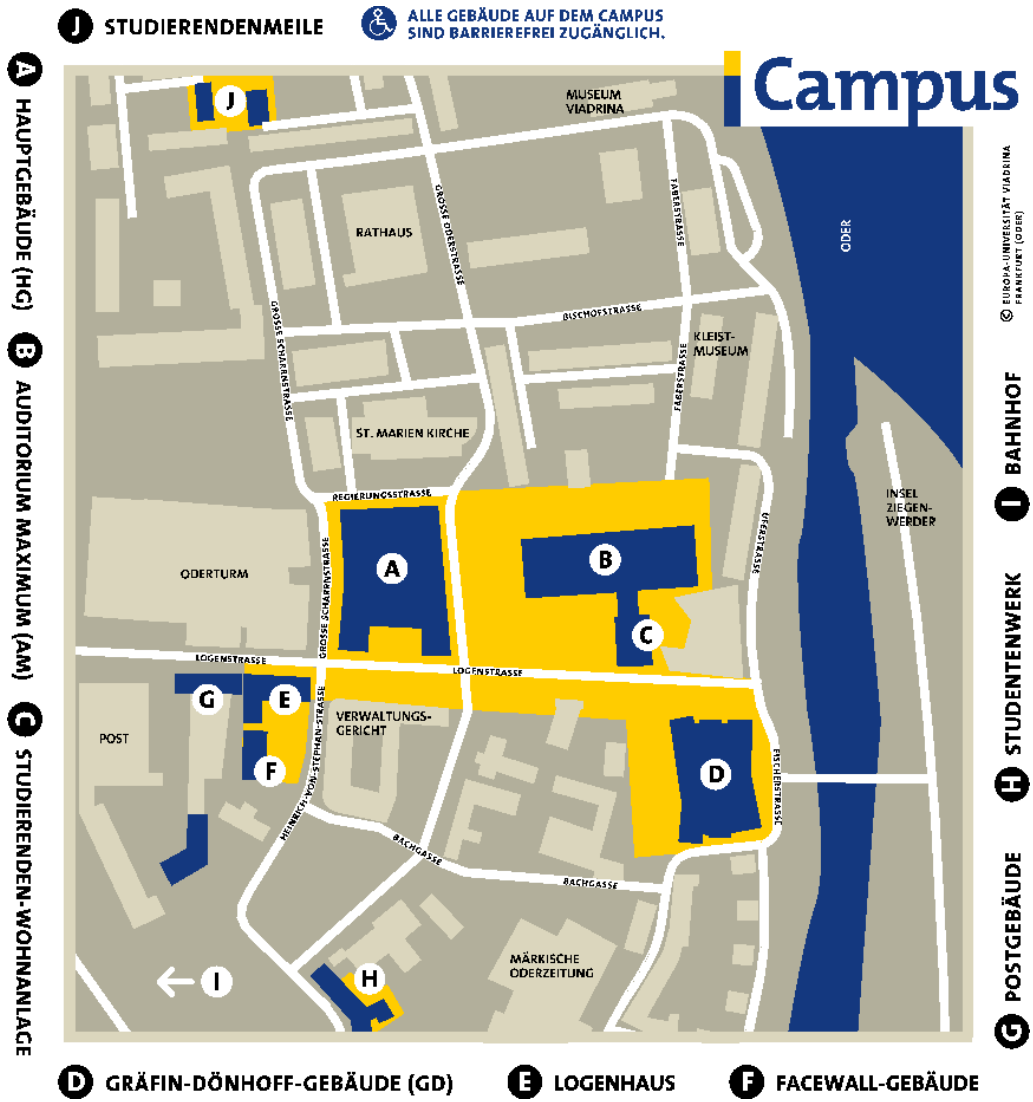 J STUDIERENDENMEILE
ALLE GEBÄUDE AUF DEM CAMPUS
SIND BARRIEREFREI ZUGÄNGLICH.
Campus
A HAUPTGEBÄUDE (HG)
B AUDITORIUM MAXIMUM (AM)
C STUDIERENDEN-WOHNANLAGE
J
MUSEUM
VIADRINA
RATHAUS
GROSSE ODERSTRASSE
FABERSTRASSE
ODER
GROSSE SCHARRNSTRASSE
BISCHOFSTRASSE
KLEIST-
MUSEUM
FABERSTRASSE
ST. MARIEN KIRCHE
REGIERUNGSSTRASSE
INSEL
ZIEGEN-
WERDER
UFERSTRASSE
ODERTURM
GROSSE SCHARRNSTRASSE
A
B
C
LOGENSTRASSE
LOGENSTRASSE
G
E
F
POST
VERWALTUNGS-
GERICHT
HEINRICH-VON-STEPHAN-STRASSE
D
FISCHERSTRASSE
BACHGASSE
BACHGASSE
MÄRKISCHE
ODERZEITUNG
H
I
© EUROPA-UNIVERSITÄT VIADRINA
FRANKFURT (ODER)
I BAHNHOF
H STUDENTENWERK
G POSTGEBÄUDE
D GRÄFIN-DÖNHOFF-GEBÄUDE (GD)
E LOGENHAUS
F FACEWALL-GEBÄUDE